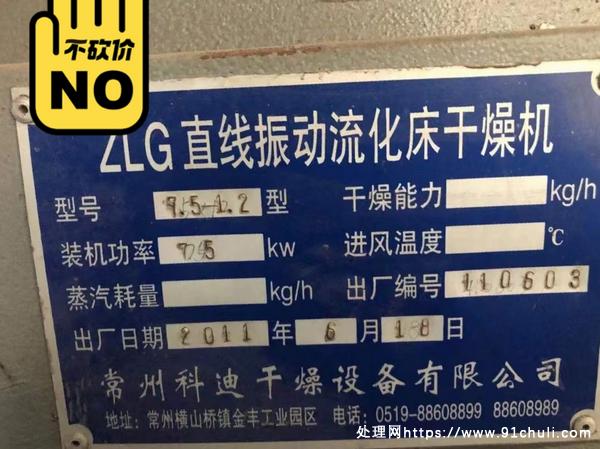 不砍价
NO
ZLG直线振动流化床干燥机
型号 7.5-1.2 型 干燥能力 kg/h
装机功率 kw 进风温度 ℃
蒸汽耗量 kg/h 出厂编号 110603
出厂日期 2011 年 6 月 18 日
常州科迪干燥设备有限公司
地址: 常州横山桥镇金丰工业园区 电话: 0519-88608899 88608989
处理网https://www.91chuli.com/